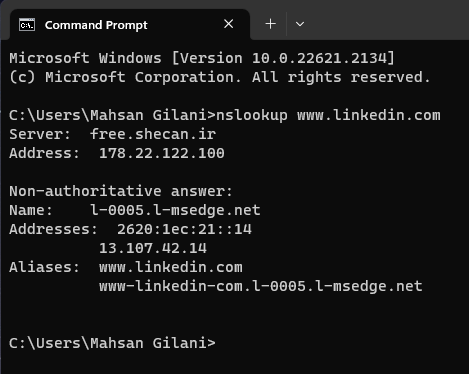 Command Prompt
Microsoft Windows [Version 10.0.22621.2134]
(c) Microsoft Corporation. All rights reserved.
C:\Users\Mahsan Gilani>nslookup www.linkedin.com
Server:  free.shecan.ir
Address:  178.22.122.100
Non-authoritative answer:
Name:    l-0005.l-msedge.net
Addresses:  2620:1ec:21::14
          13.107.42.14
Aliases:  www.linkedin.com
          www-linkedin-com.l-0005.l-msedge.net
C:\Users\Mahsan Gilani>